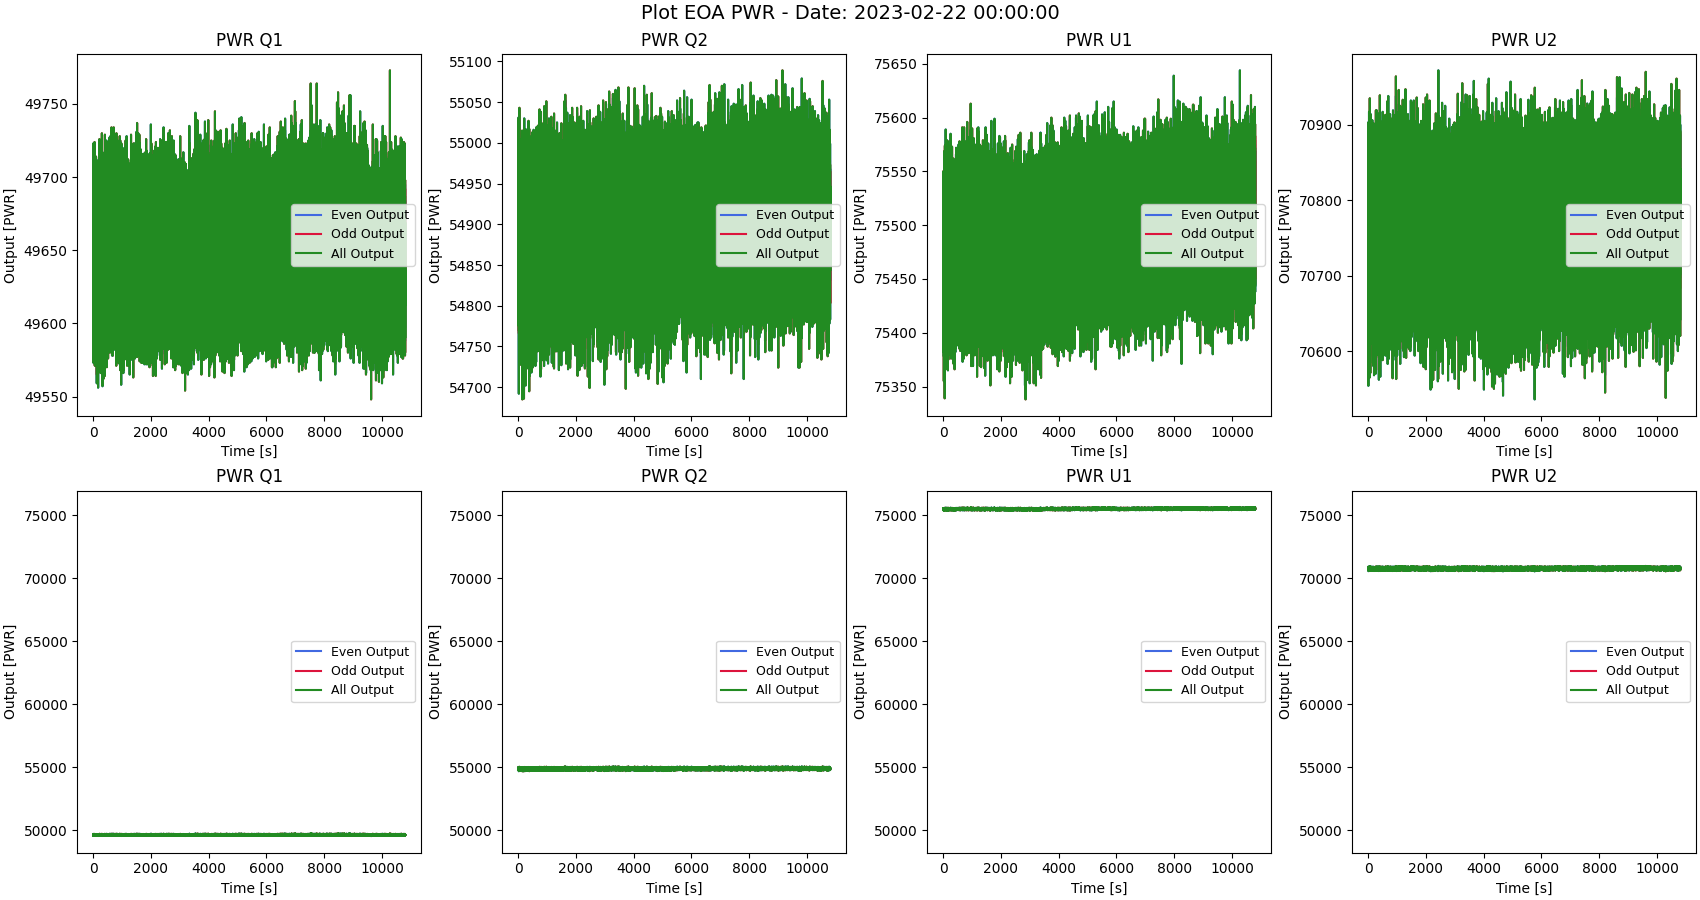 Plot EOA PWR - Date: 2023-02-22 00:00:00
PWR Q1
Output [PWR]
49750
49700
49650
49600
49550
0 2000 4000 6000 8000 10000
Time [s]
Even Output
Odd Output
All Output
PWR Q2
Output [PWR]
55100
55050
55000
54950
54900
54850
54800
54750
54700
0 2000 4000 6000 8000 10000
Time [s]
Even Output
Odd Output
All Output
PWR U1
Output [PWR]
75650
75600
75550
75500
75450
75400
75350
0 2000 4000 6000 8000 10000
Time [s]
Even Output
Odd Output
All Output
PWR U2
Output [PWR]
70900
70800
70700
70600
0 2000 4000 6000 8000 10000
Time [s]
Even Output
Odd Output
All Output
PWR Q1
Output [PWR]
75000
70000
65000
60000
55000
50000
0 2000 4000 6000 8000 10000
Time [s]
Even Output
Odd Output
All Output
PWR Q2
Output [PWR]
75000
70000
65000
60000
55000
50000
0 2000 4000 6000 8000 10000
Time [s]
Even Output
Odd Output
All Output
PWR U1
Output [PWR]
75000
70000
65000
60000
55000
50000
0 2000 4000 6000 8000 10000
Time [s]
Even Output
Odd Output
All Output
PWR U2
Output [PWR]
75000
70000
65000
60000
55000
50000
0 2000 4000 6000 8000 10000
Time [s]
Even Output
Odd Output
All Output